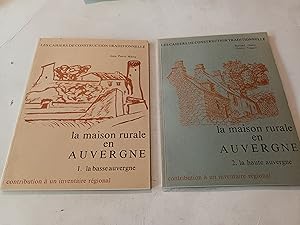 LES CAHIERS DE CONSTRUCTION TRADITIONNELLE
la maison rurale
en
AUVERGNE
1. la basse auvergne
contribution à un inventaire régional
LES CAHIERS DE CONSTRUCTION TRADITIONNELLE
la maison rurale
en
AUVERGNE
2. la haute auvergne
contribution à un inventaire régional